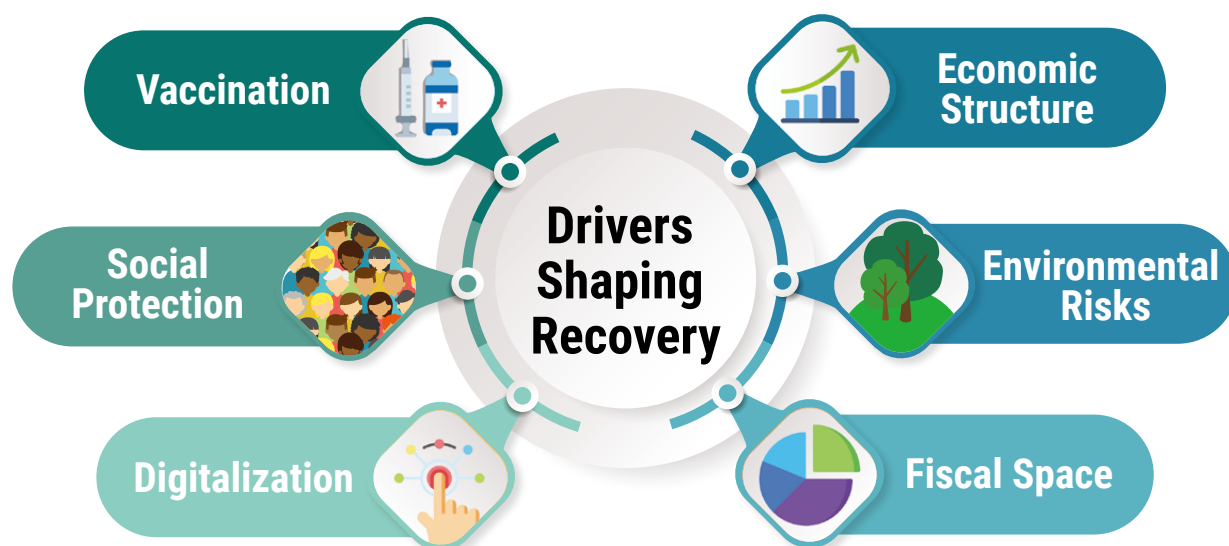 Vaccination
Social
Protection
Digitalization
Drivers
Shaping
Recovery
Economic
Structure
Environmental
Risks
Fiscal Space